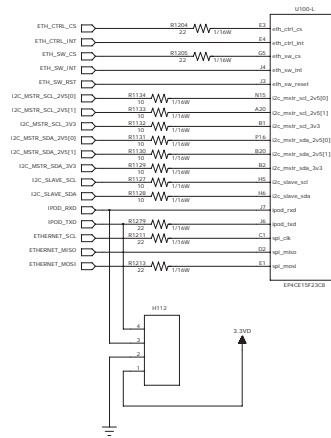 U100-L
ETH_CTRL_CS R1204 22 1/16W E3 eth_ctrl_cs
ETH_CTRL_INT E4 eth_ctrl_int
ETH_SW_CS R1205 22 1/16W G5 eth_sw_cs
ETH_SW_INT J4 eth_sw_int
ETH_SW_RST J3 eth_sw_reset
I2C_MSTR_SCL_2V5[0] R1134 10 1/16W N15 i2c_mstr_scl_2v5[0]
I2C_MSTR_SCL_2V5[1] R1133 10 1/16W A20 i2c_mstr_scl_2v5[1]
I2C_MSTR_SCL_3V3 R1132 10 1/16W B1 i2c_mstr_scl_3v3
I2C_MSTR_SDA_2V5[0] R1131 10 1/16W P16 i2c_mstr_sda_2v5[0]
I2C_MSTR_SDA_2V5[1] R1130 10 1/16W B20 i2c_mstr_sda_2v5[1]
I2C_MSTR_SDA_3V3 R1129 10 1/16W B2 i2c_mstr_sda_3v3
I2C_SLAVE_SCL R1127 10 1/16W H5 i2c_slave_scl
I2C_SLAVE_SDA R1128 10 1/16W H6 i2c_slave_sda
IPOD_RXD J7 ipod_rxd
IPOD_TXD R1279 22 1/16W J6 ipod_txd
ETHERNET_SCL R1211 22 1/16W C1 spi_clk
ETHERNET_MISO D2 spi_miso
ETHERNET_MOSI R1213 22 1/16W E1 spi_mosi
EP4CE15F23C8
H112
3.3VD
4
3
2
1